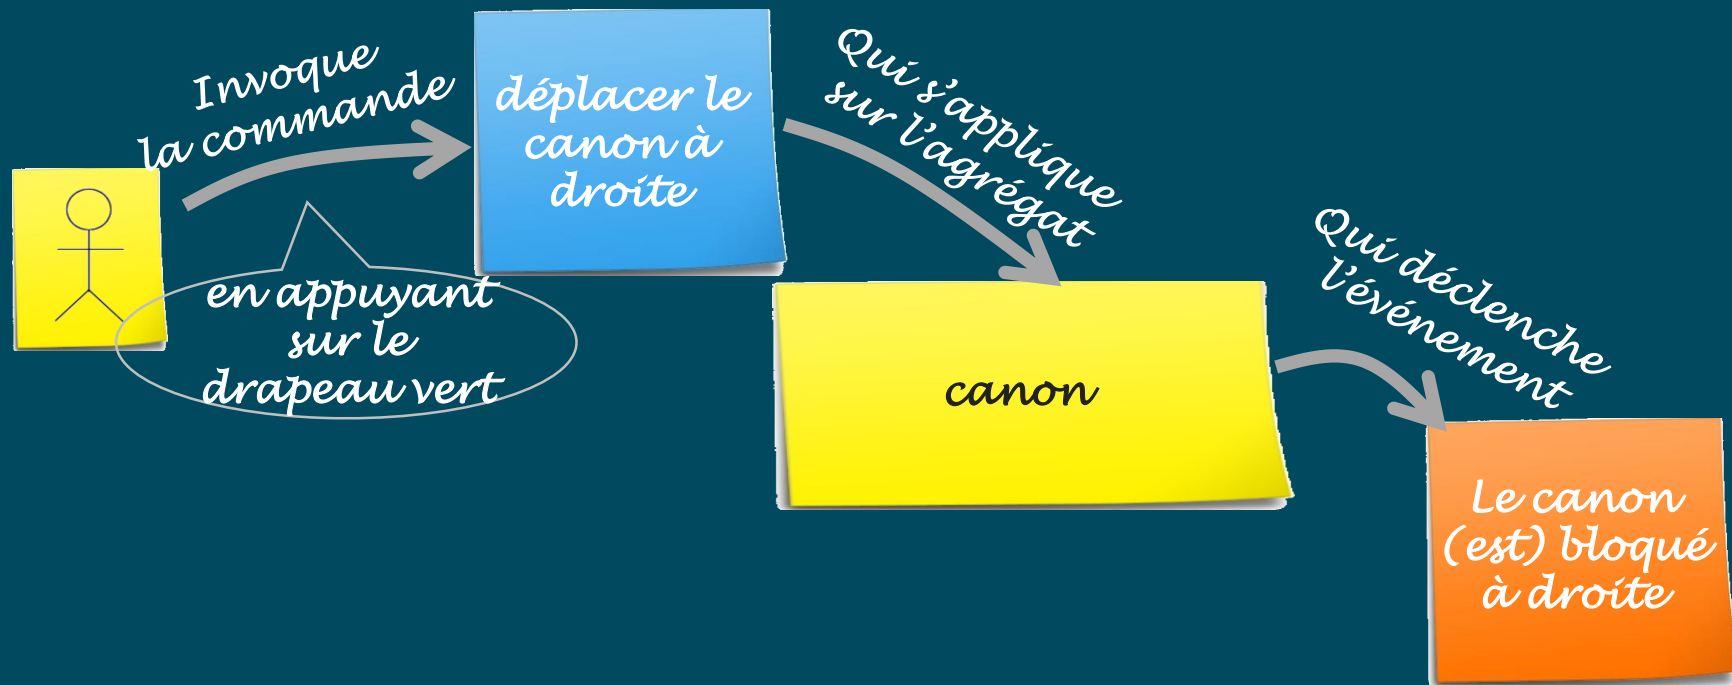 Invoque
la commande
déplacer le
canon à
droite
Qui s'applique
sur l'agrégat
en appuyant
sur le
drapeau vert
canon
Qui déclenche
l'événement
Le canon
(est) bloqué
à droite